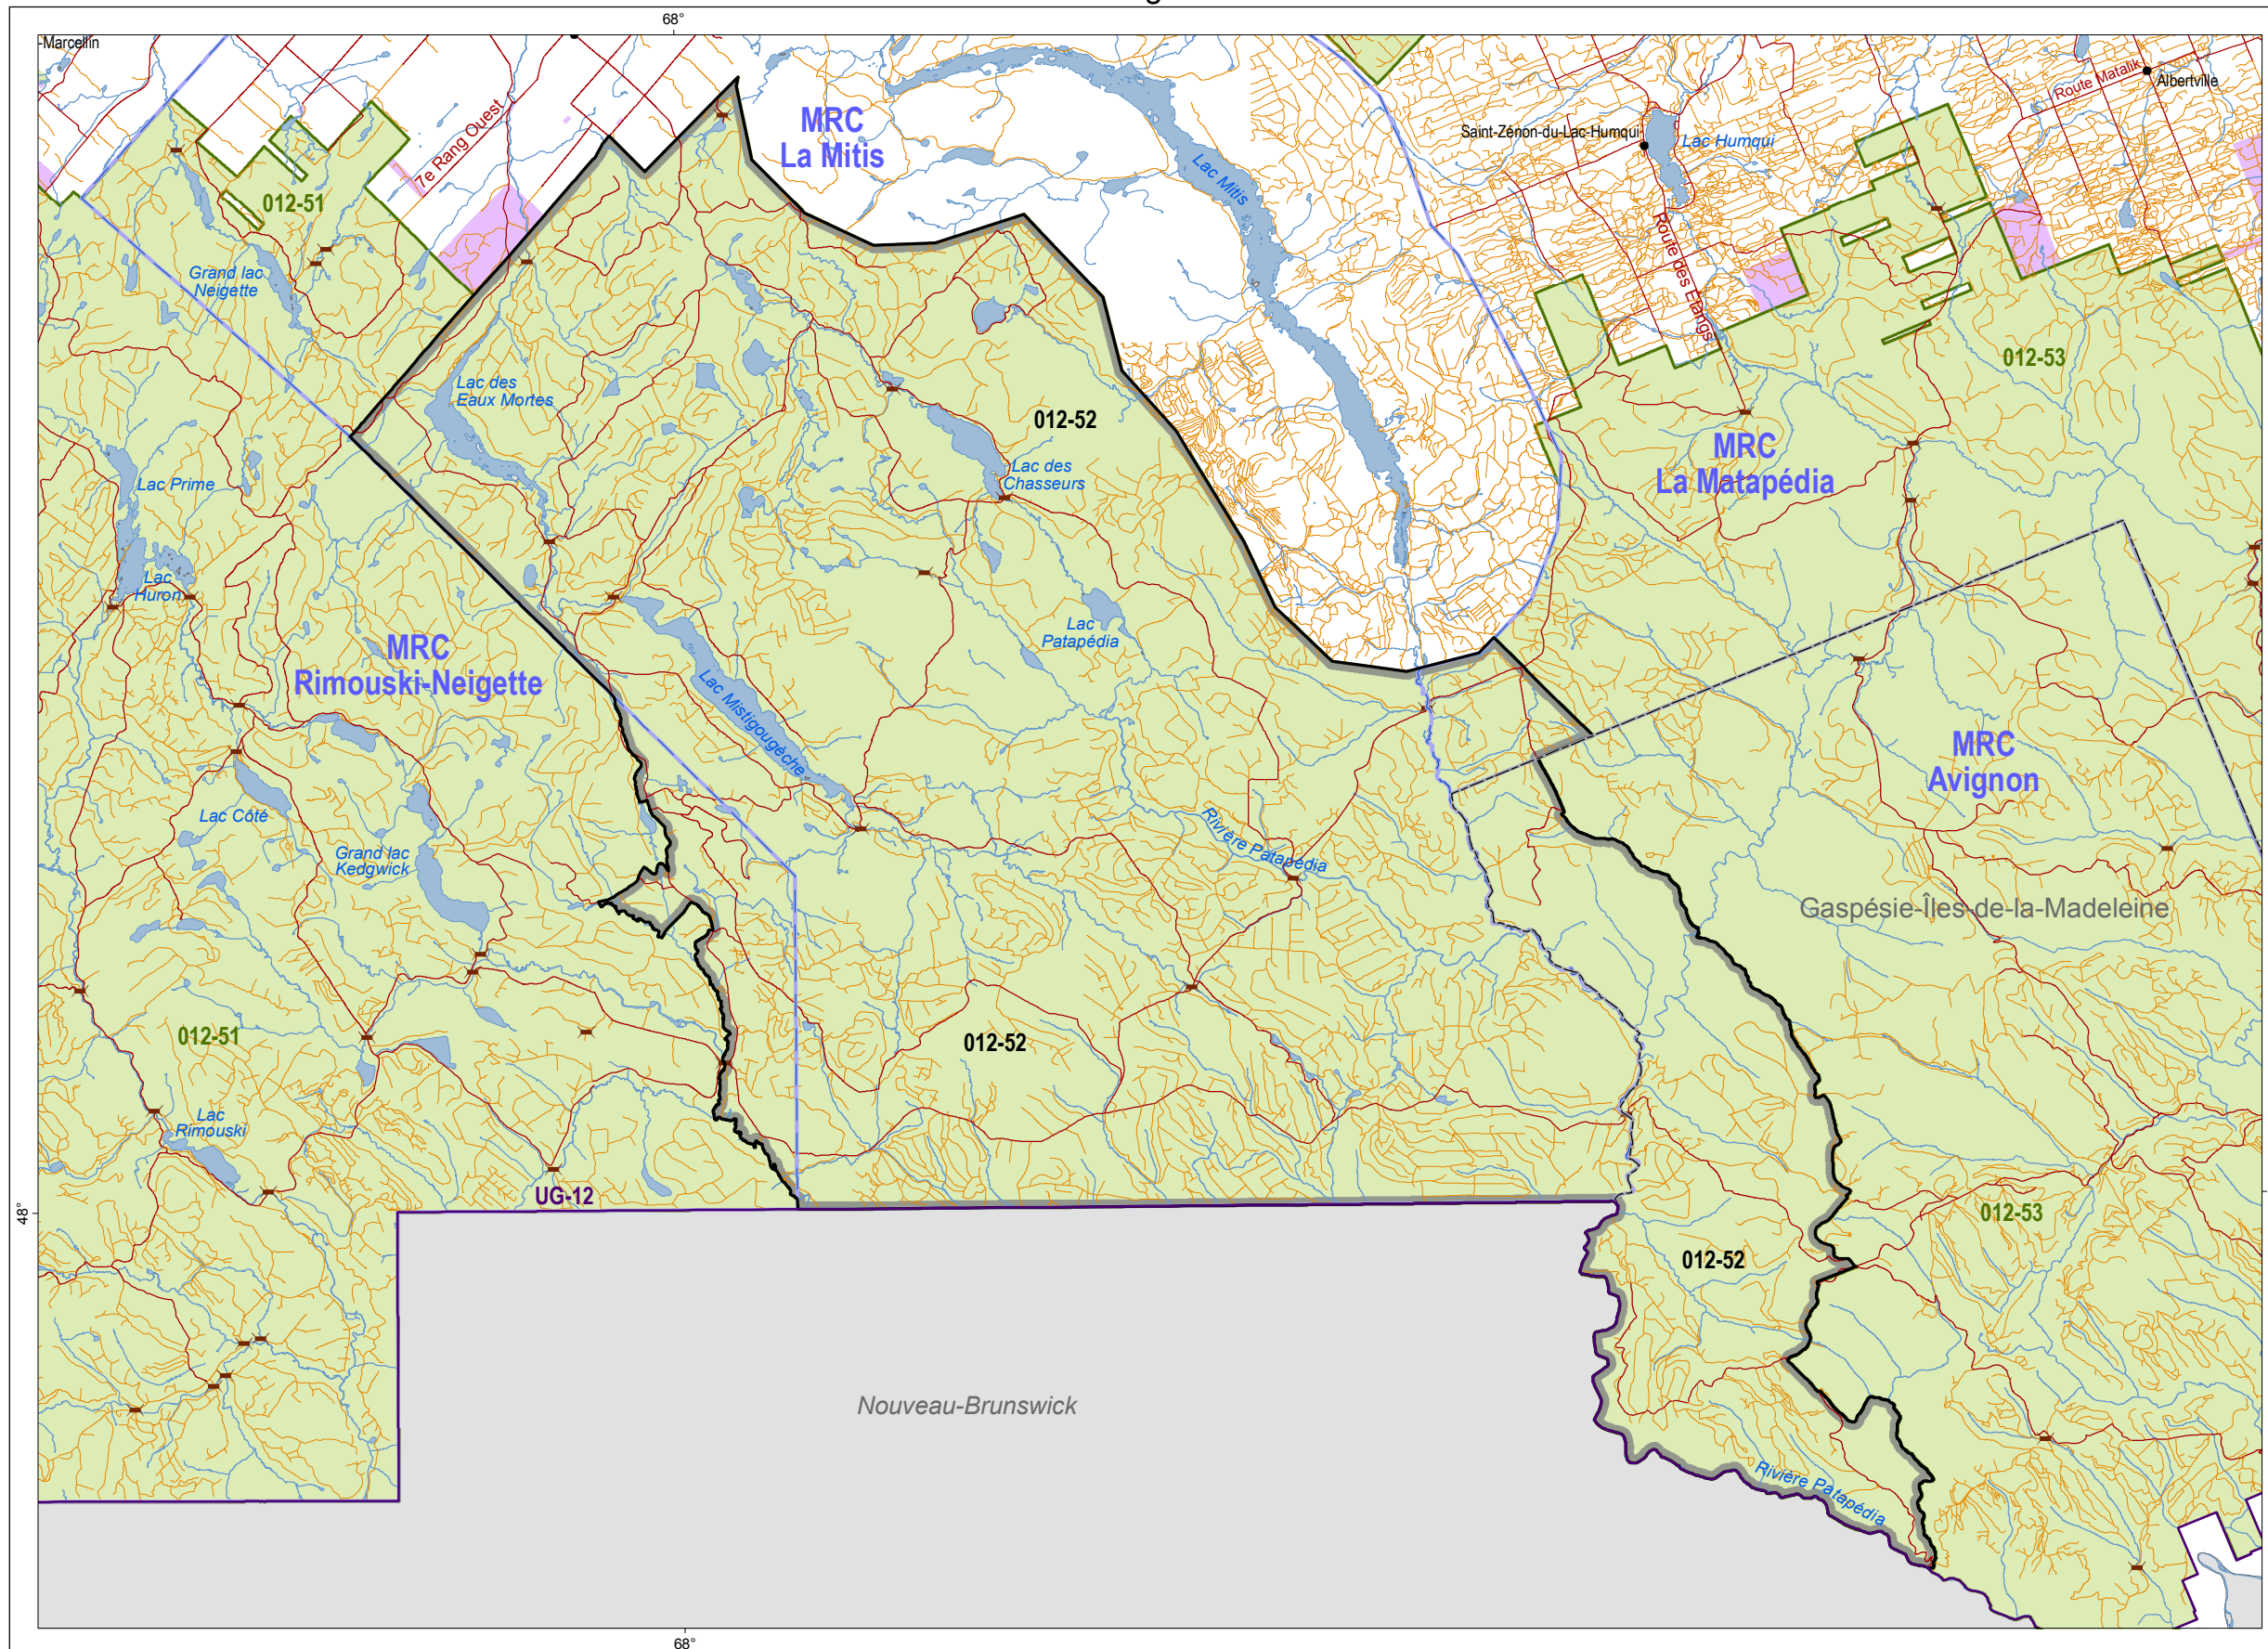 68°
-Marcellin
Route Matalik
Albertville
MRC
La Mitis
7e Rang Ouest
Saint-Zénon-du-Lac-Humqui
Lac Humqui
Lac Mitis
012-51
Route des Étangs
Grand lac
Neigette
012-53
Lac des
Eaux Mortes
012-52
MRC
La Matapédia
Lac des
Chasseurs
Lac Prime
Lac
Huron
Lac
Patapédia
MRC
Rimouski-Neigette
Lac Mistigougèche
MRC
Avignon
Lac Côté
Rivière Patapédia
Grand lac
Kedgwick
Gaspésie-Îles-de-la-Madeleine
012-51
012-52
Lac
Rimouski
UG-12
48°
012-53
012-52
Nouveau-Brunswick
Rivière Patapédia
68°